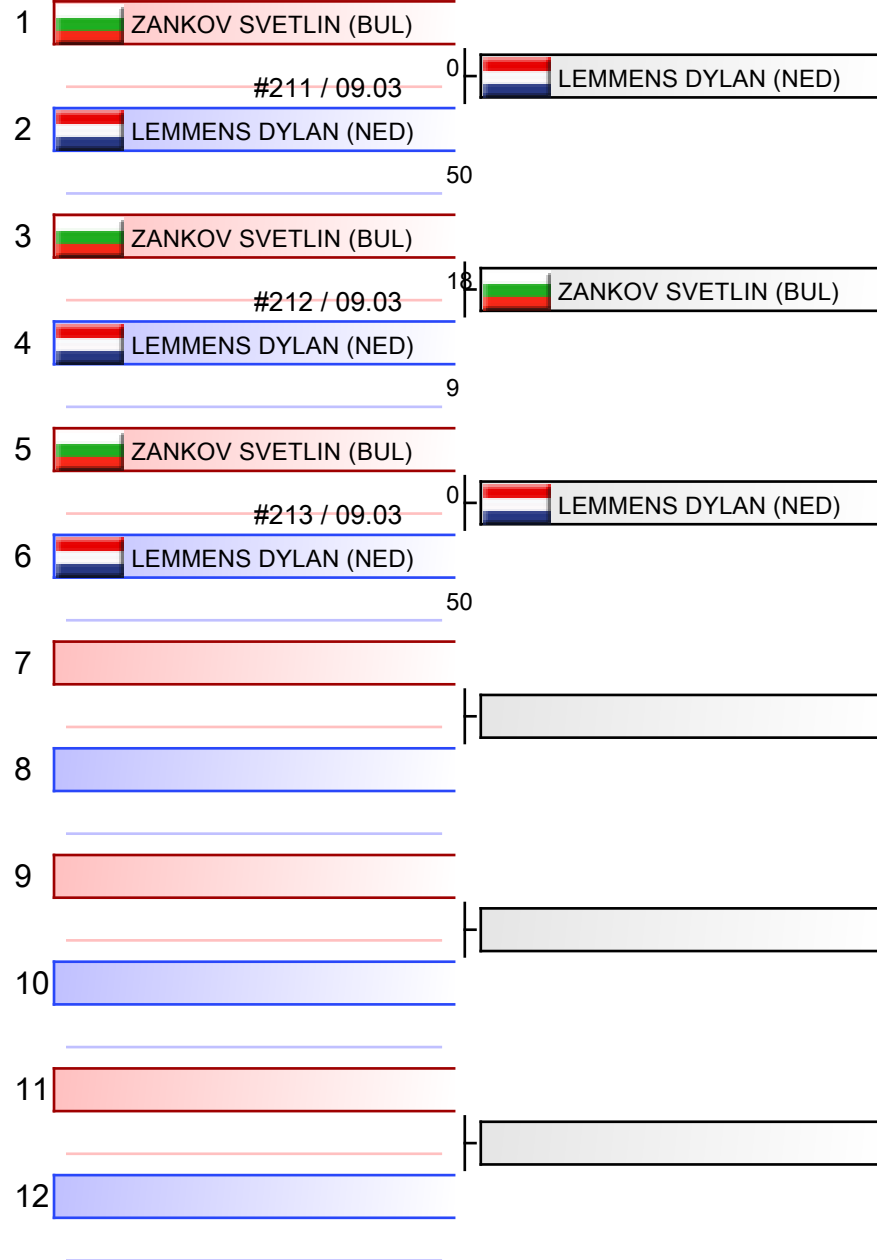 1 ZANKOV SVETLIN (BUL)
0 LEMMENS DYLAN (NED)
#211 / 09.03
2 LEMMENS DYLAN (NED)
50
3 ZANKOV SVETLIN (BUL)
18 ZANKOV SVETLIN (BUL)
#212 / 09.03
4 LEMMENS DYLAN (NED)
9
5 ZANKOV SVETLIN (BUL)
0 LEMMENS DYLAN (NED)
#213 / 09.03
6 LEMMENS DYLAN (NED)
50
7
8
9
10
11
12